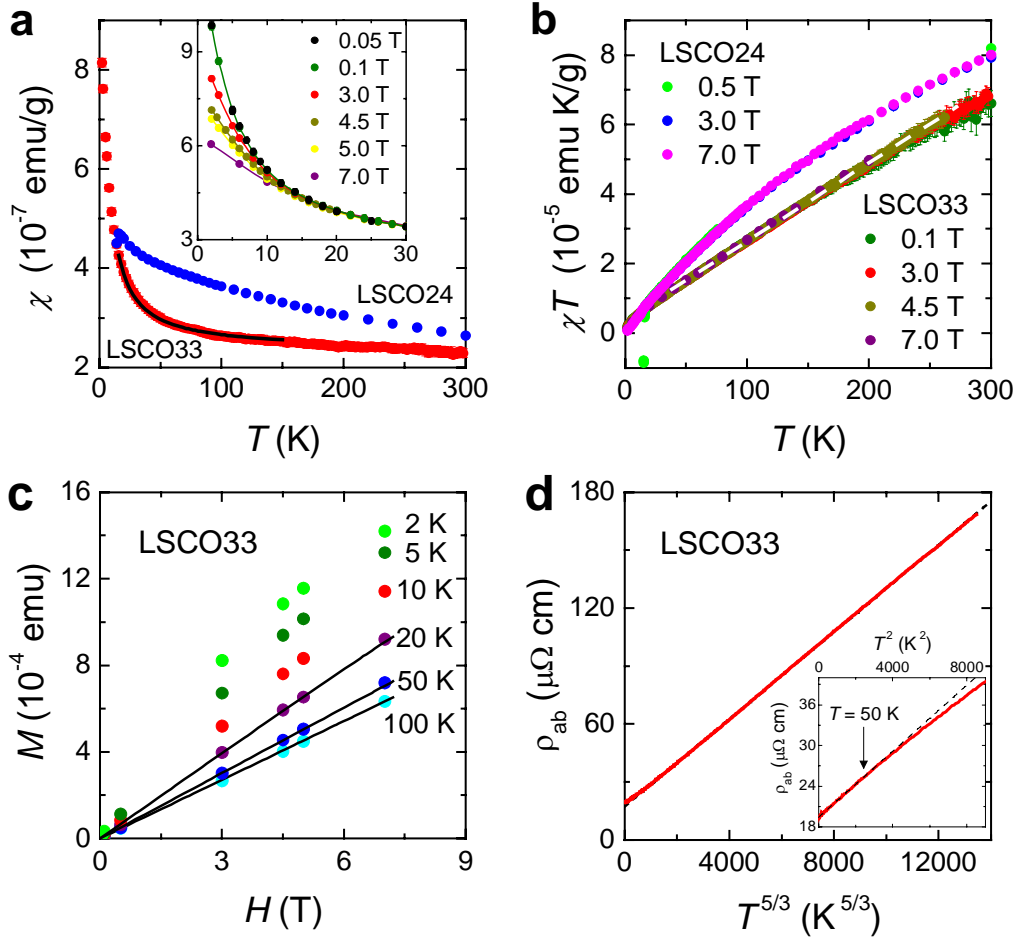 a
χ (10⁻⁷ emu/g)
8
6
4
2
0
100
200
300
T (K)
LSCO24
LSCO33
9
6
3
0
10
20
30
0.05 T
0.1 T
3.0 T
4.5 T
5.0 T
7.0 T
b
χT (10⁻⁵ emu K/g)
8
6
4
2
0
0
100
200
300
T (K)
LSCO24
0.5 T
3.0 T
7.0 T
LSCO33
0.1 T
3.0 T
4.5 T
7.0 T
c
M (10⁻⁴ emu)
16
12
8
4
0
0
3
6
9
H (T)
LSCO33
2 K
5 K
10 K
20 K
50 K
100 K
d
ρab (μΩ cm)
180
120
60
0
0
4000
8000
12000
T^5/3 (K^5/3)
LSCO33
T² (K²)
0
4000
8000
ρab (μΩ cm)
36
30
24
18
T = 50 K